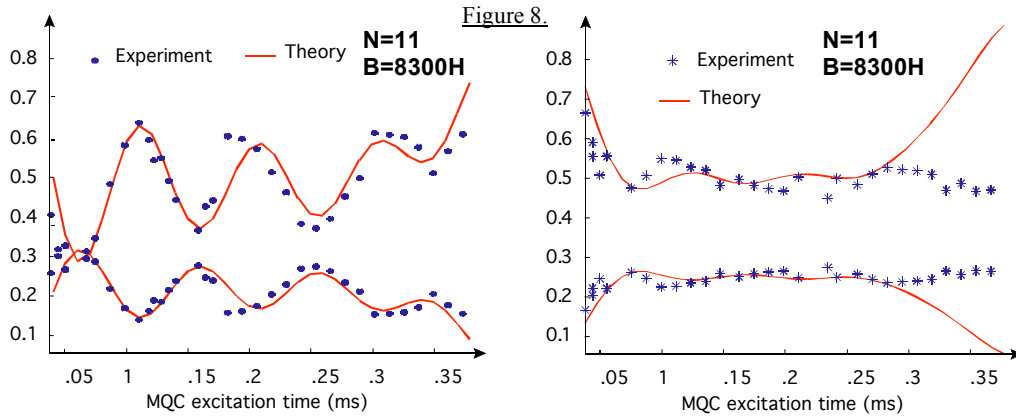 Figure 8.
0.8
0.7
0.6
0.5
0.4
0.3
0.2
0.1
Experiment
Theory
N=11
B=8300H
.05
1
.15
.2
.25
.3
.35
MQC excitation time (ms)
0.8
0.7
0.6
0.5
0.4
0.3
0.2
0.1
Experiment
Theory
N=11
B=8300H
.05
1
.15
.2
.25
.3
.35
MQC excitation time (ms)